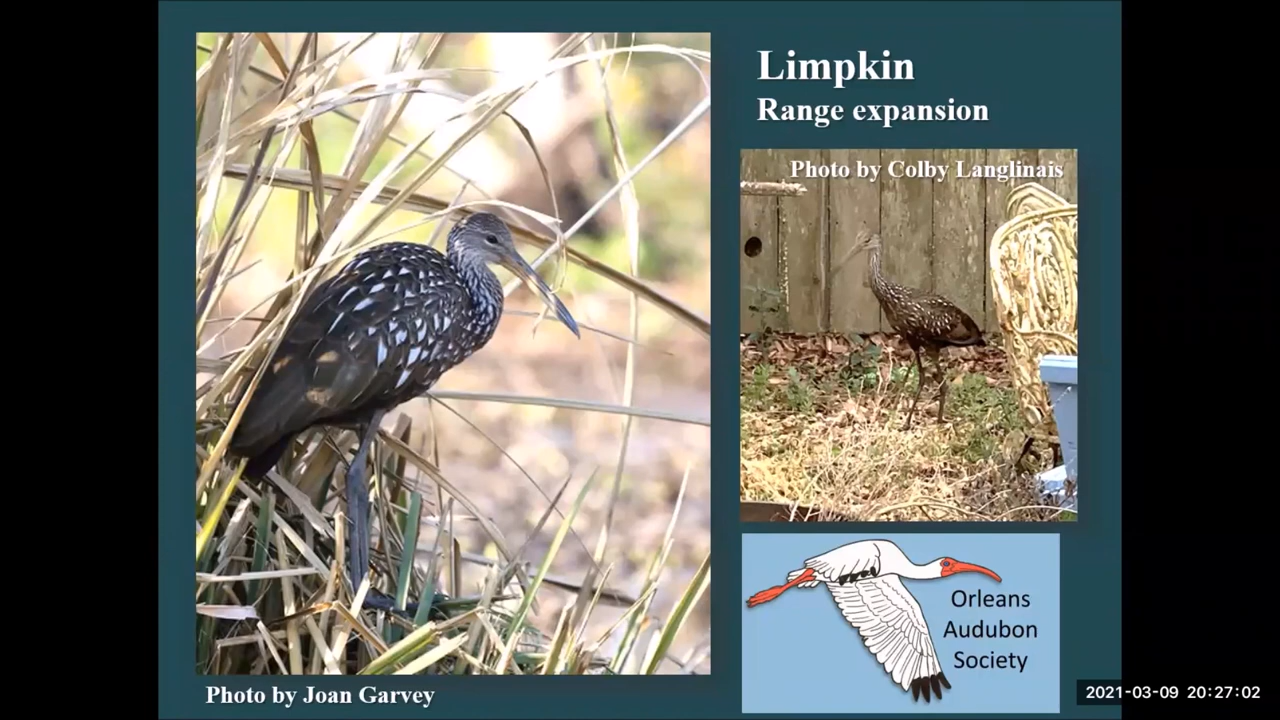 Limpkin
Range expansion
Photo by Colby Langlinais
Orleans
Audubon
Society
Photo by Joan Garvey
2021-03-09 20:27:02